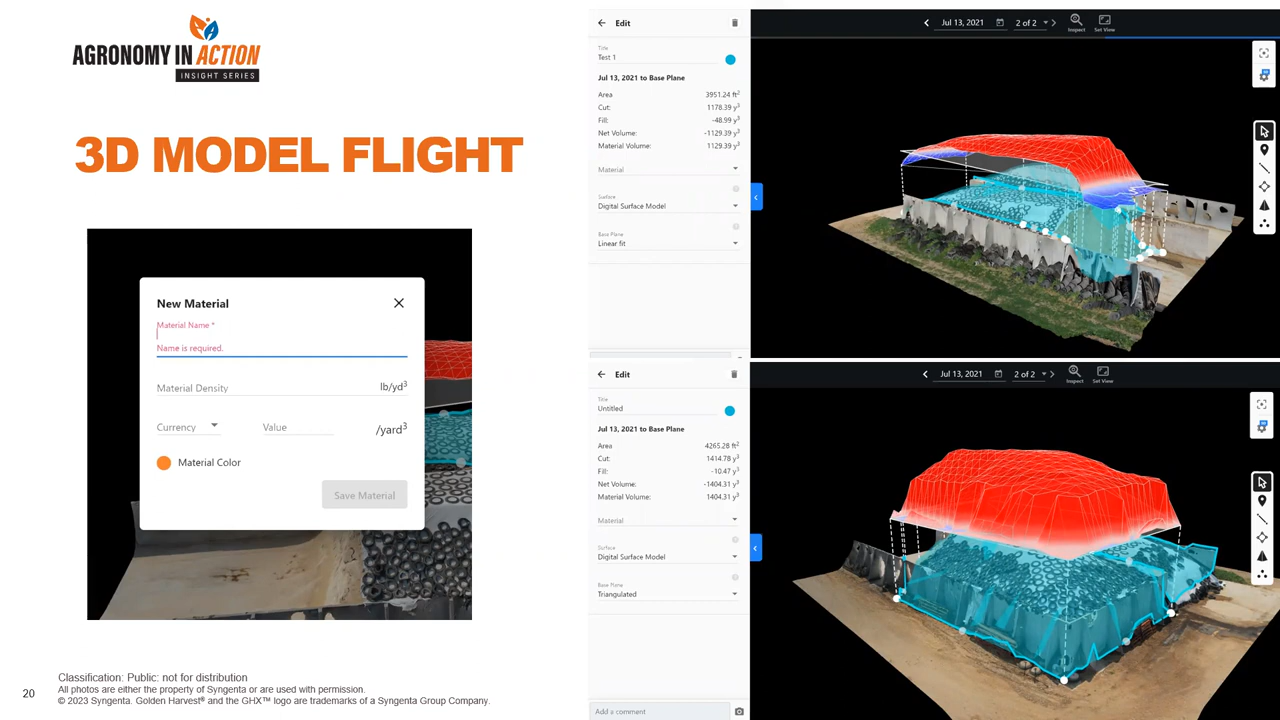 AGRONOMY IN ACTION
INSIGHT SERIES
3D MODEL FLIGHT
New Material
Material Name *
Name is required.
Material Density lb/yd³
Currency Value /yard³
Material Color
Save Material
Edit
Title
Test 1
Jul 13, 2021 to Base Plane
Area 3951.24 ft²
Cut: 1178.39 y³
Fill: -48.99 y³
Net Volume: -1129.39 y³
Material Volume: 1129.39 y³
Material
Surface
Digital Surface Model
Base Plane
Linear fit
Jul 13, 2021 2 of 2
Inspect Set View
Edit
Title
Untitled
Jul 13, 2021 to Base Plane
Area 4265.28 ft²
Cut: 1414.78 y³
Fill: -10.47 y³
Net Volume: -1404.31 y³
Material Volume: 1404.31 y³
Material
Surface
Digital Surface Model
Base Plane
Triangulated
Add a comment
Jul 13, 2021 2 of 2
Inspect Set View
20
Classification: Public: not for distribution
All photos are either the property of Syngenta or are used with permission.
© 2023 Syngenta. Golden Harvest® and the GHX™ logo are trademarks of a Syngenta Group Company.